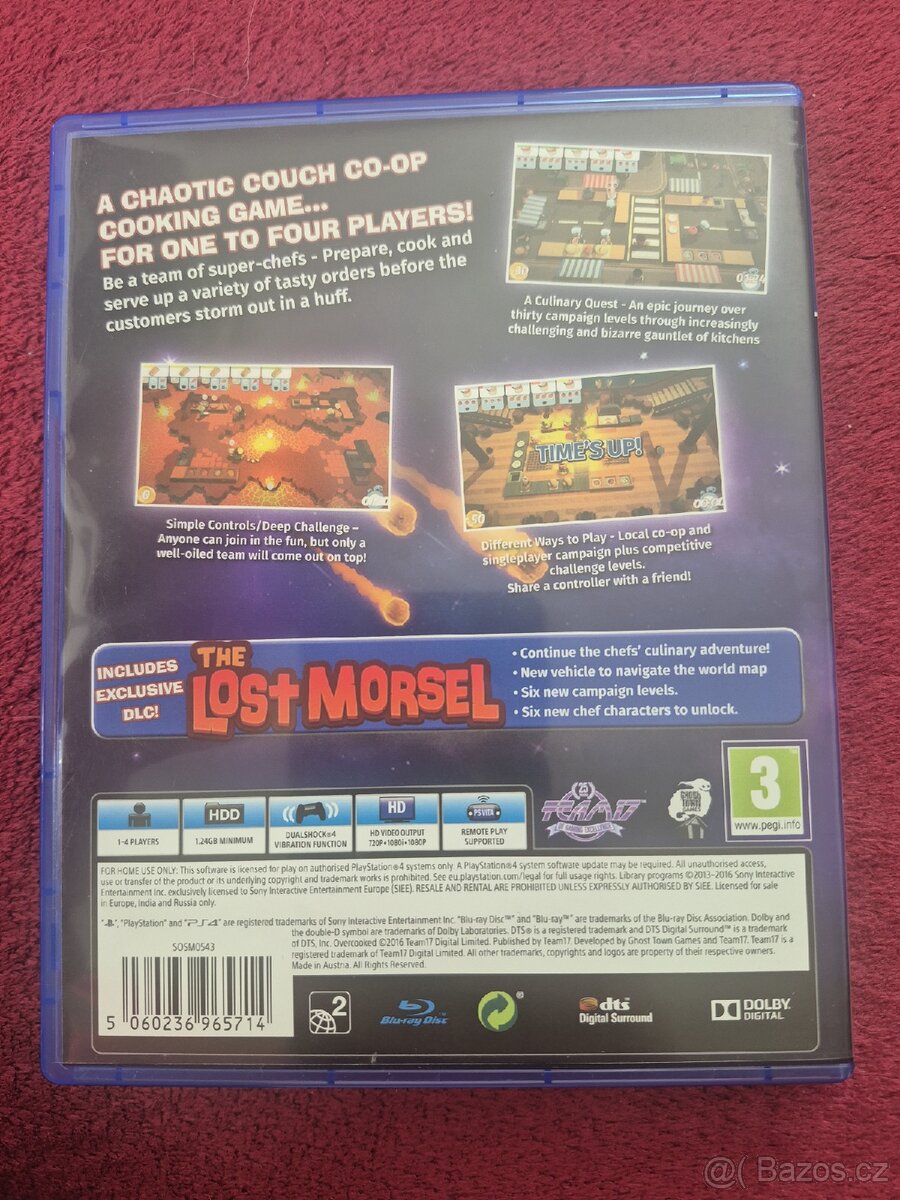 A CHAOTIC COUCH CO-OP
COOKING GAME...
FOR ONE TO FOUR PLAYERS!
Be a team of super-chefs - Prepare, cook and
serve up a variety of tasty orders before the
customers storm out in a huff.
A Culinary Quest - An epic journey over
thirty campaign levels through increasingly
challenging and bizarre gauntlet of kitchens
TIME'S UP!
Simple Controls/Deep Challenge –
Anyone can join in the fun, but only a
well-oiled team will come out on top!
Different Ways to Play - Local co-op and
singleplayer campaign plus competitive
challenge levels.
Share a controller with a friend!
INCLUDES
EXCLUSIVE
DLC!
THE
LOST MORSEL
• Continue the chefs' culinary adventure!
• New vehicle to navigate the world map
• Six new campaign levels.
• Six new chef characters to unlock.
1-4 PLAYERS
HDD
1.24GB MINIMUM
DUALSHOCK®4
VIBRATION FUNCTION
HD
HD VIDEO OUTPUT
720P•1080i•1080P
PS VITA
REMOTE PLAY
SUPPORTED
25
TEAM17
OF GAMING EXCELLENCE
GHOST
TOWN
GAMES
3
www.pegi.info
FOR HOME USE ONLY: This software is licensed for play on authorised PlayStation®4 systems only. A PlayStation®4 system software update may be required. All unauthorised access,
use or transfer of the product or its underlying copyright and trademark works is prohibited. See eu.playstation.com/legal for full usage rights. Library programs ©2013-2016 Sony Interactive
Entertainment Inc. exclusively licensed to Sony Interactive Entertainment Europe (SIEE). RESALE AND RENTAL ARE PROHIBITED UNLESS EXPRESSLY AUTHORISED BY SIEE. Licensed for sale
in Europe, India and Russia only.
"", "PlayStation" and "PS4" are registered trademarks of Sony Interactive Entertainment Inc. "Blu-ray Disc™" and "Blu-ray™" are trademarks of the Blu-ray Disc Association. Dolby and
the double-D symbol are trademarks of Dolby Laboratories. DTS® is a registered trademark and DTS Digital Surround™ is a trademark
of DTS, Inc. Overcooked ©2016 Team17 Digital Limited. Published by Team17. Developed by Ghost Town Games and Team17. Team17 is a
registered trademark of Team17 Digital Limited. All other trademarks, copyrights and logos are property of their respective owners.
Made in Austria. All Rights Reserved.
SOSM0543
5 060236 965714
2
Blu-ray Disc
®
dts
Digital Surround
DOLBY
DIGITAL
@( Bazoš.cz